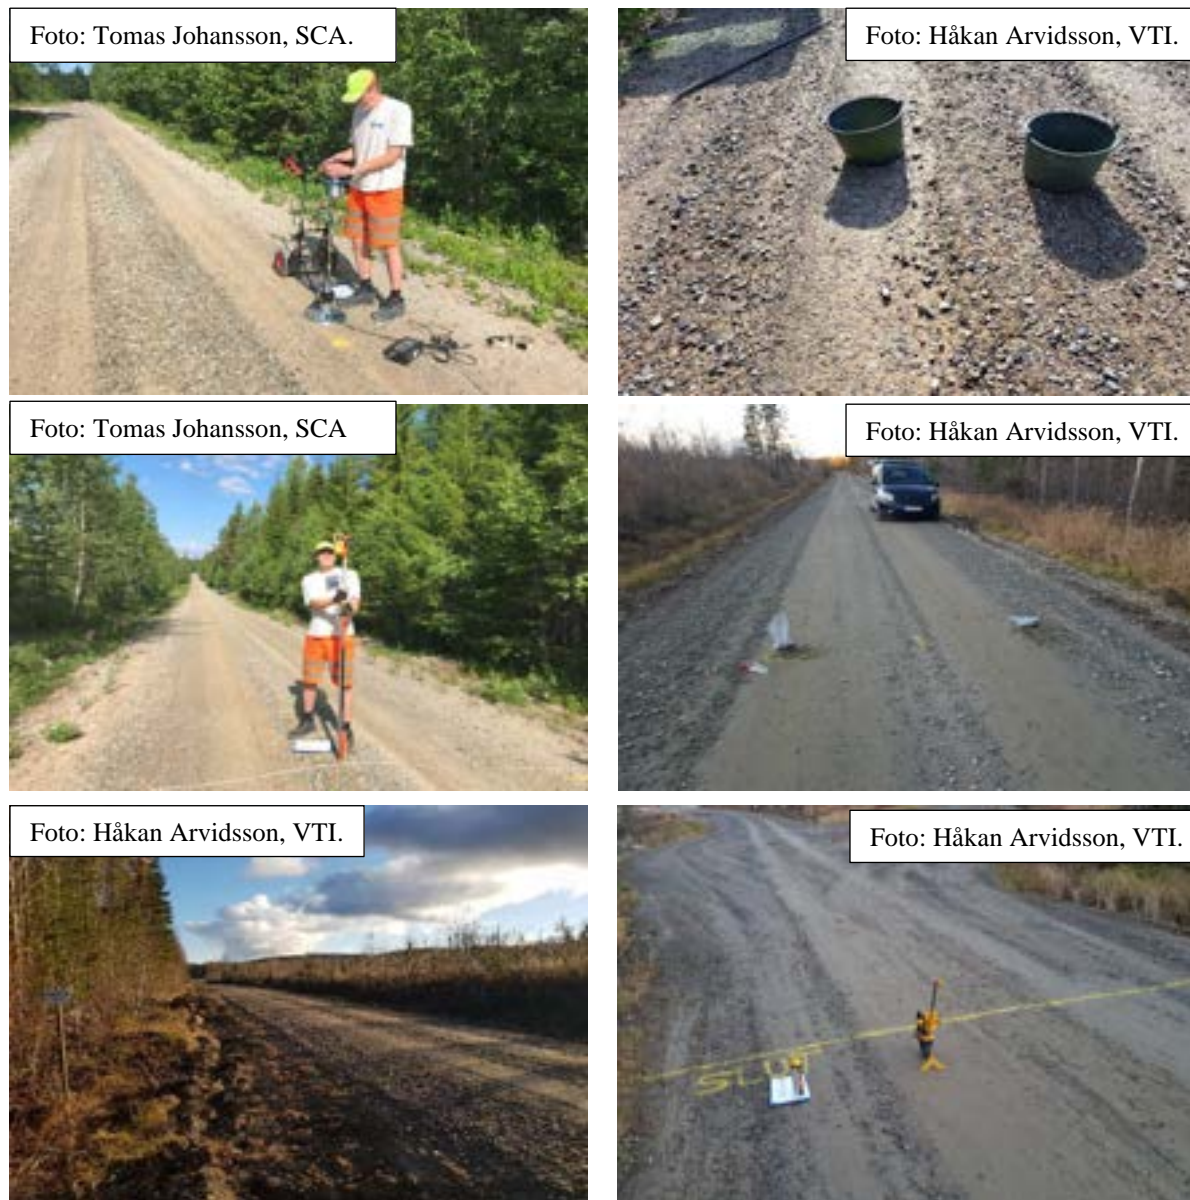 Foto: Tomas Johansson, SCA.
Foto: Håkan Arvidsson, VTI.
Foto: Tomas Johansson, SCA
Foto: Håkan Arvidsson, VTI.
Foto: Håkan Arvidsson, VTI.
Foto: Håkan Arvidsson, VTI.